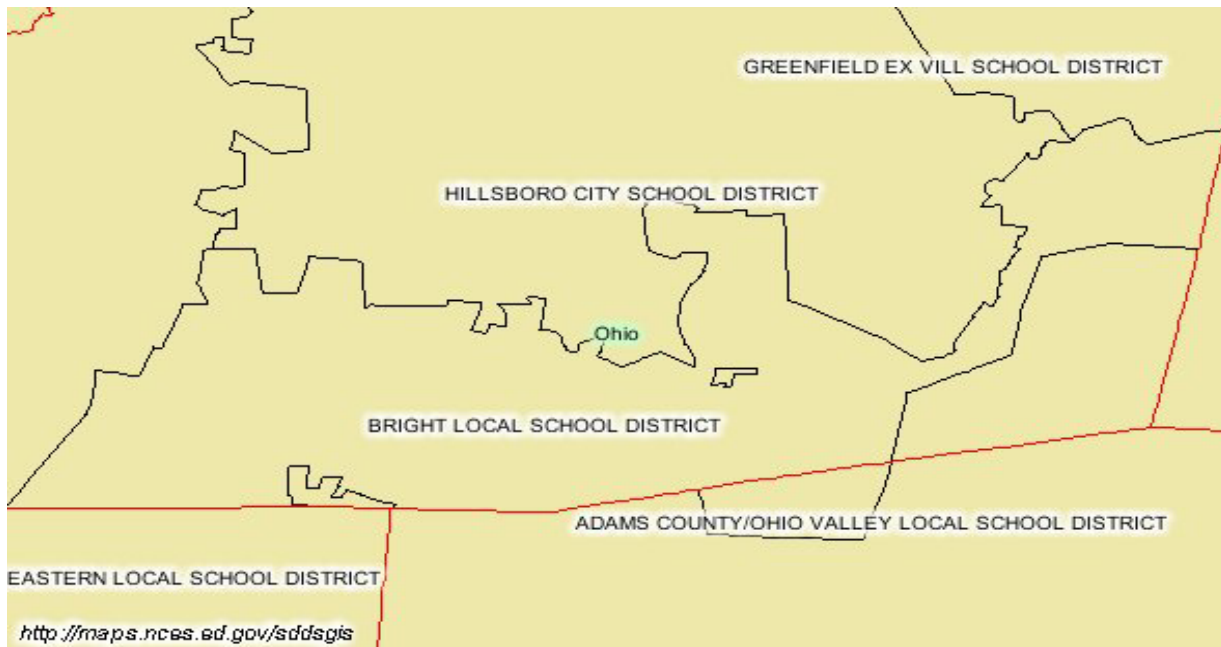 GREENFIELD EX VILL SCHOOL DISTRICT
HILLSBORO CITY SCHOOL DISTRICT
Ohio
BRIGHT LOCAL SCHOOL DISTRICT
ADAMS COUNTY/OHIO VALLEY LOCAL SCHOOL DISTRICT
EASTERN LOCAL SCHOOL DISTRICT
http://maps.nces.ed.gov/sddsgis